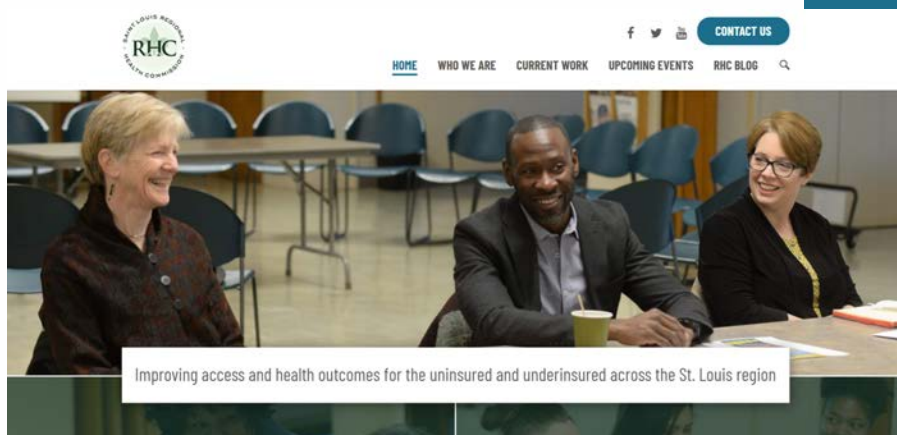 SAINT LOUIS REGIONAL
RHC
HEALTH COMMISSION
CONTACT US
HOME WHO WE ARE CURRENT WORK UPCOMING EVENTS RHC BLOG
Improving access and health outcomes for the uninsured and underinsured across the St. Louis region